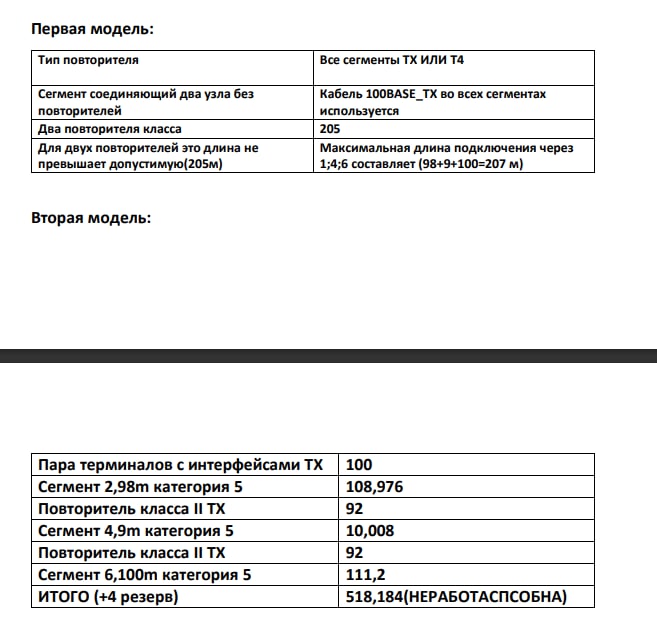 Первая модель:
Тип повторителя
Все сегменты TX ИЛИ T4
Сегмент соединяющий два узла без
повторителей
Кабель 100BASE_TX во всех сегментах
используется
Два повторителя класса
205
Для двух повторителей это длина не
превышает допустимую(205м)
Максимальная длина подключения через
1;4;6 составляет (98+9+100=207 м)
Вторая модель:
Пара терминалов с интерфейсами TX
100
Сегмент 2,98m категория 5
108,976
Повторитель класса II TX
92
Сегмент 4,9m категория 5
10,008
Повторитель класса II TX
92
Сегмент 6,100m категория 5
111,2
ИТОГО (+4 резерв)
518,184(НЕРАБОТАСПСОБНА)